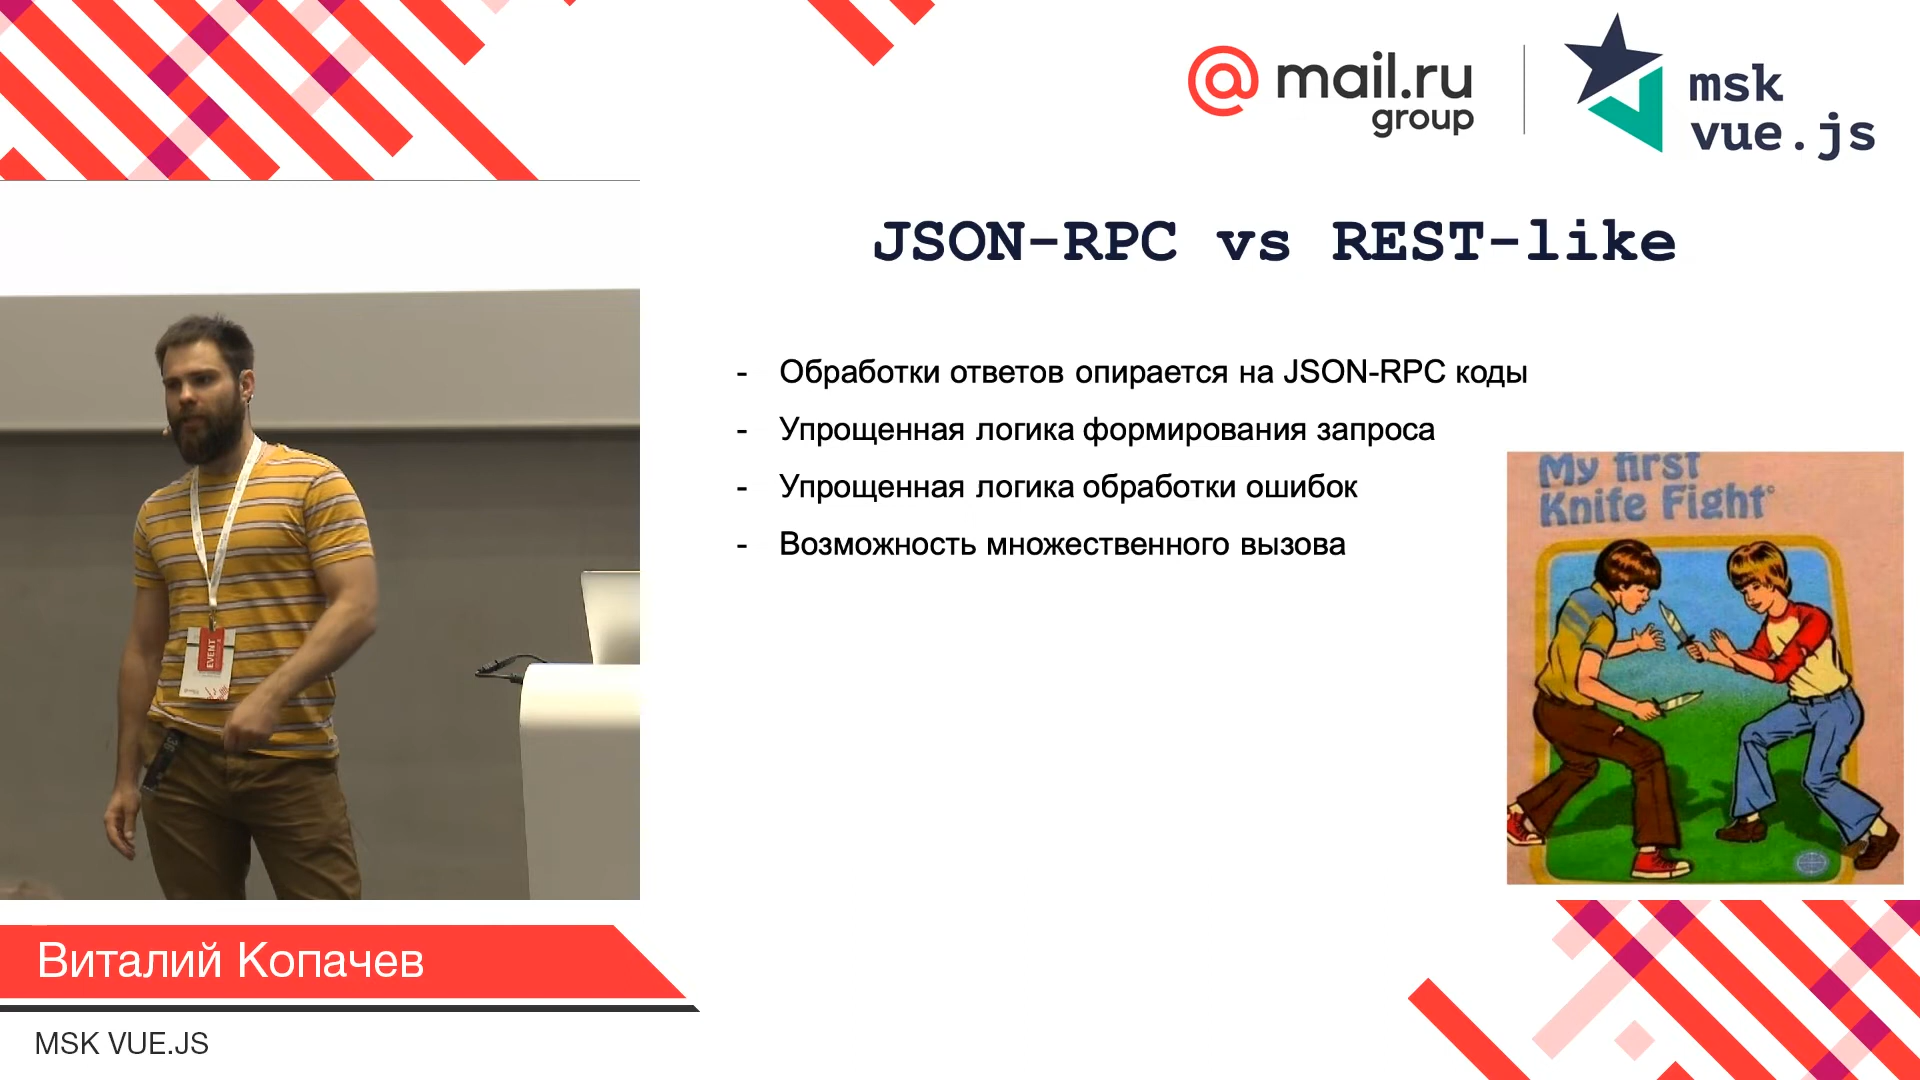 @mail.ru
group
msk
vue.js
JSON-RPC vs REST-like
- Обработки ответов опирается на JSON-RPC коды
- Упрощенная логика формирования запроса
- Упрощенная логика обработки ошибок
- Возможность множественного вызова
My first
Knife Fight
EVENT
Виталий Копачев
MSK VUE.JS